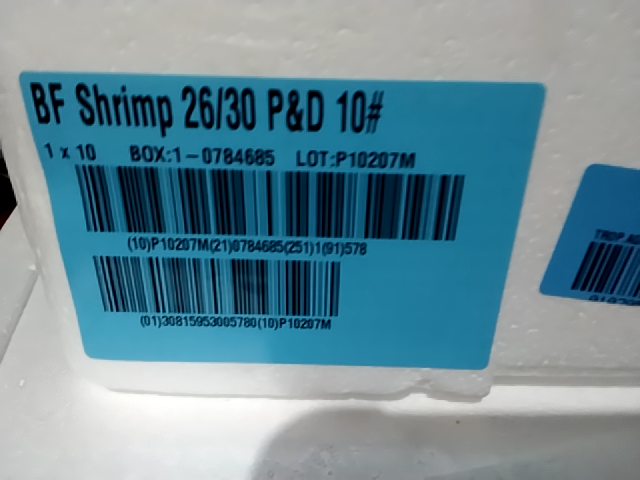 BF Shrimp 26/30 P&D 10#
1 x 10 BOX:1-0784685 LOT:P10207M
(10)P10207M(21)0784685(251)1(91)578
(01)30815953005780(10)P10207M
TROP